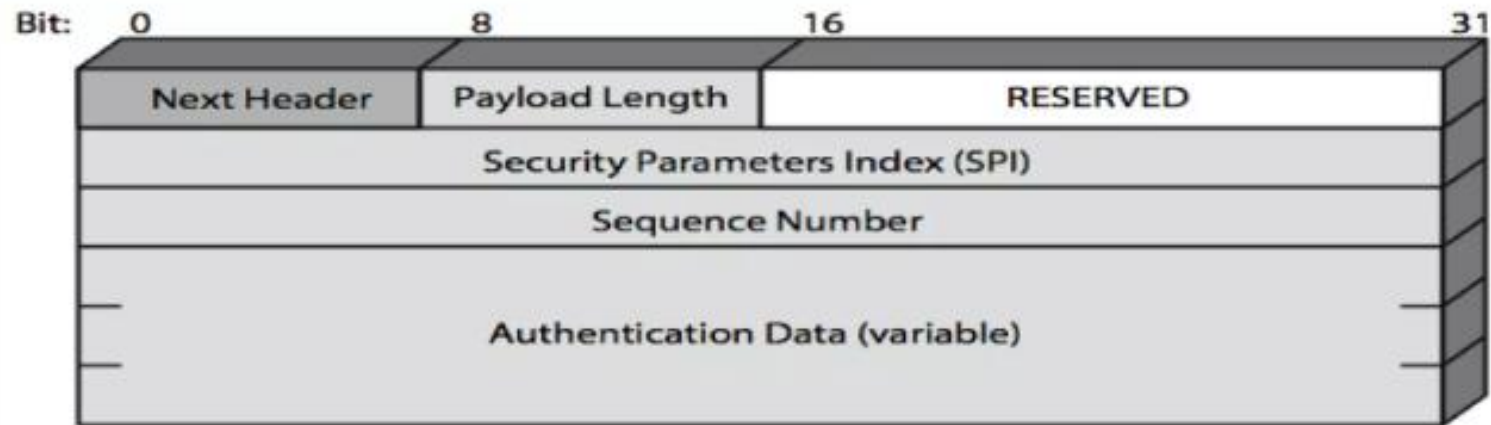 Bit: 0 8 16 31
Next Header Payload Length RESERVED
Security Parameters Index (SPI)
Sequence Number
Authentication Data (variable)